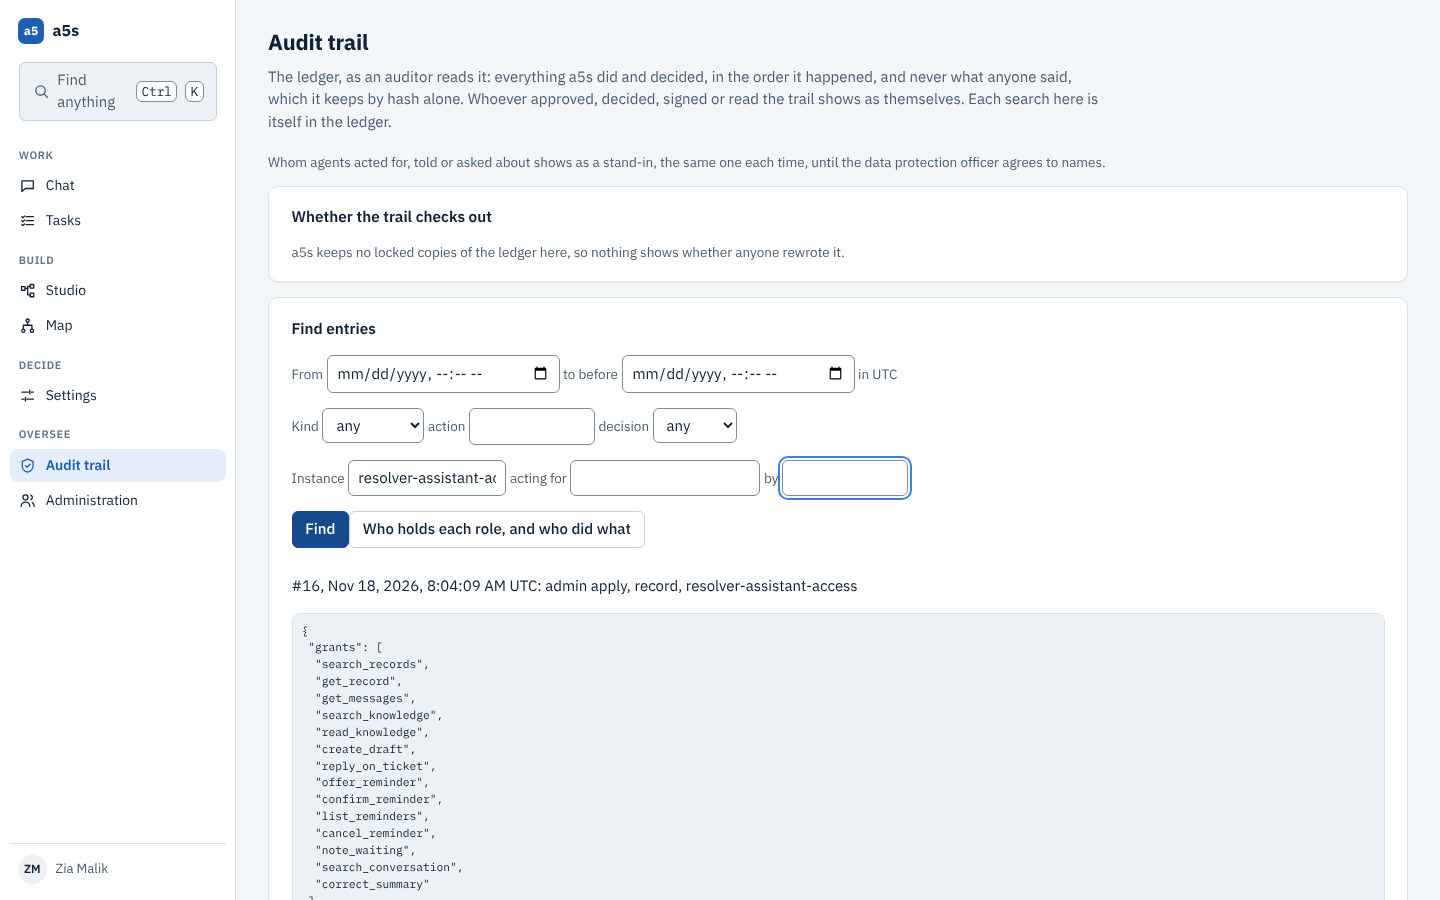 a5 a5s
Find anything Ctrl K
WORK
Chat
Tasks
BUILD
Studio
Map
DECIDE
Settings
OVERSEE
Audit trail
Administration
ZM Zia Malik
Audit trail
The ledger, as an auditor reads it: everything a5s did and decided, in the order it happened, and never what anyone said,
which it keeps by hash alone. Whoever approved, decided, signed or read the trail shows as themselves. Each search here is
itself in the ledger.
Whom agents acted for, told or asked about shows as a stand-in, the same one each time, until the data protection officer agrees to names.
Whether the trail checks out
a5s keeps no locked copies of the ledger here, so nothing shows whether anyone rewrote it.
Find entries
From mm/dd/yyyy, --:-- -- to before mm/dd/yyyy, --:-- -- in UTC
Kind any action decision any
Instance resolver-assistant-ac acting for by
Find Who holds each role, and who did what
#16, Nov 18, 2026, 8:04:09 AM UTC: admin apply, record, resolver-assistant-access
{
"grants": [
"search_records",
"get_record",
"get_messages",
"search_knowledge",
"read_knowledge",
"create_draft",
"reply_on_ticket",
"offer_reminder",
"confirm_reminder",
"list_reminders",
"cancel_reminder",
"note_waiting",
"search_conversation",
"correct_summary"